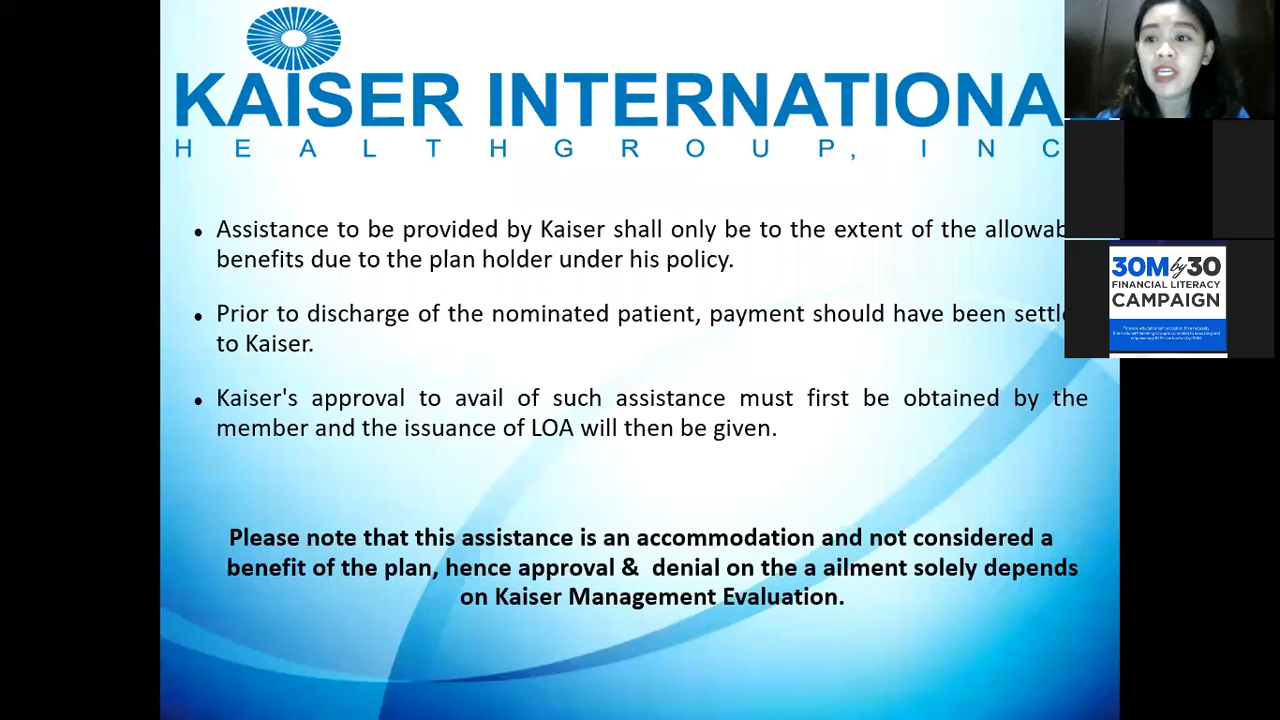 KAISER INTERNATIONA
HEALTHGROUP, INC
• Assistance to be provided by Kaiser shall only be to the extent of the allowab
benefits due to the plan holder under his policy.
• Prior to discharge of the nominated patient, payment should have been settl
to Kaiser.
• Kaiser's approval to avail of such assistance must first be obtained by the
member and the issuance of LOA will then be given.
Please note that this assistance is an accommodation and not considered a
benefit of the plan, hence approval & denial on the a ailment solely depends
on Kaiser Management Evaluation.
30M by 30
FINANCIAL LITERACY
CAMPAIGN